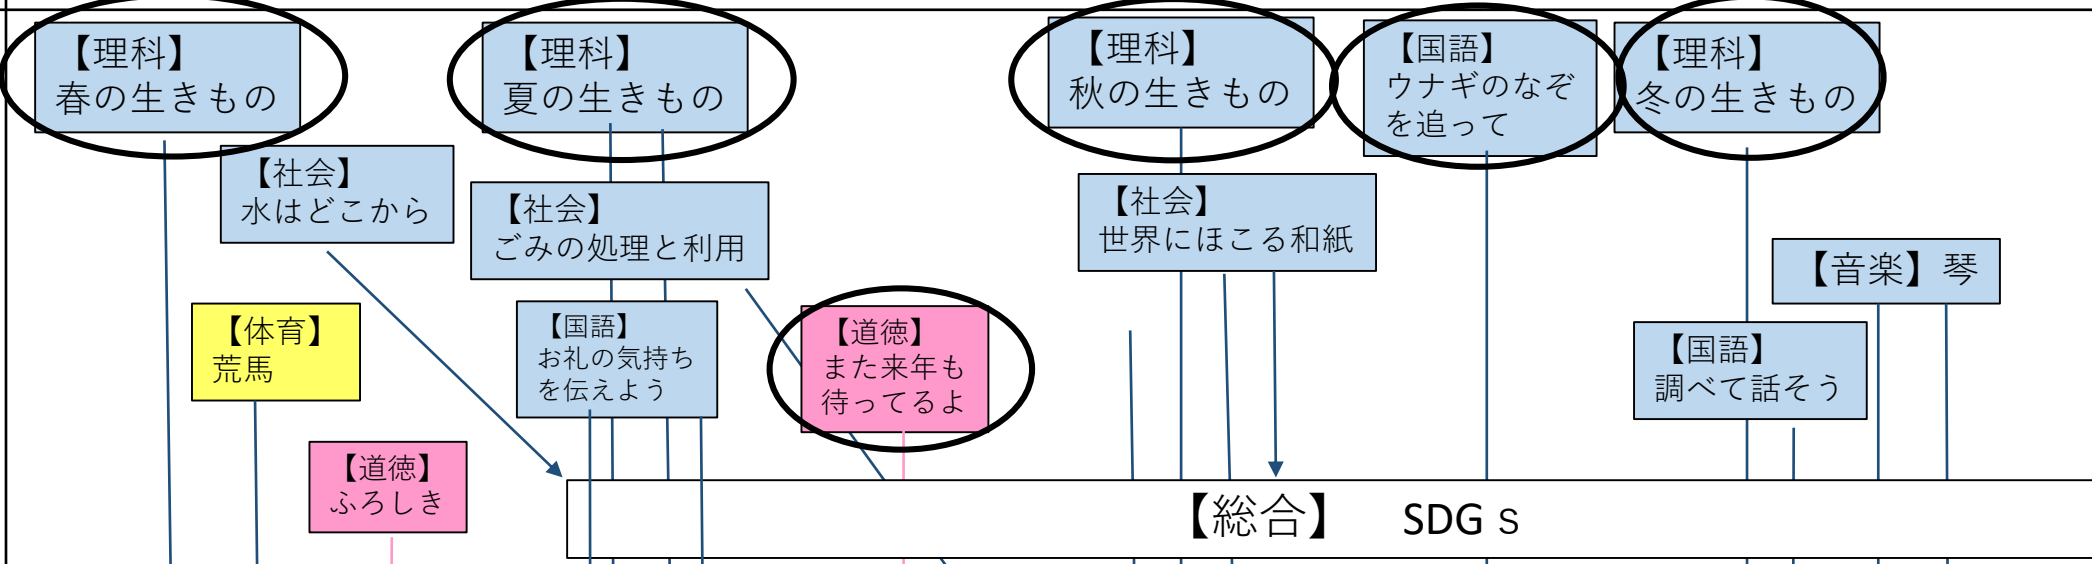 【理科】
春の生きもの
【理科】
夏の生きもの
【理科】
秋の生きもの
【国語】
ウナギのなぞ
を追って
【理科】
冬の生きもの
【社会】
水はどこから
【社会】
ごみの処理と利用
【社会】
世界にほこる和紙
【音楽】琴
【体育】
荒馬
【国語】
お礼の気持ち
を伝えよう
【道徳】
また来年も
待ってるよ
【国語】
調べて話そう
【道徳】
ふろしき
【総合】 SDGs